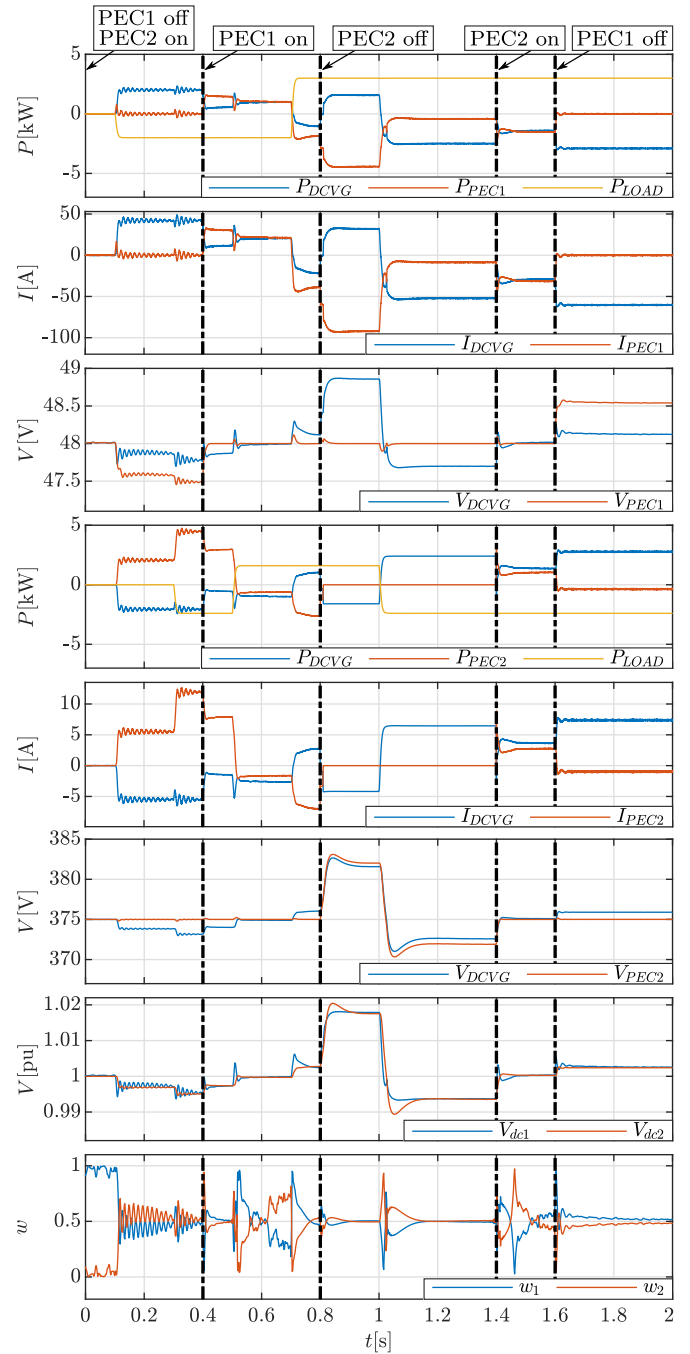 PEC1 off
PEC2 on
PEC1 on
PEC2 off
PEC2 on
PEC1 off
5
0
-5
P[kW]
P_DCVG P_PEC1 P_LOAD
50
0
-50
-100
I[A]
I_DCVG I_PEC1
49
48.5
48
47.5
V[V]
V_DCVG V_PEC1
5
0
-5
P[kW]
P_DCVG P_PEC2 P_LOAD
10
5
0
-5
I[A]
I_DCVG I_PEC2
385
380
375
370
V[V]
V_DCVG V_PEC2
1.02
1.01
1
0.99
V[pu]
V_dc1 V_dc2
1
0.5
0
w
w_1 w_2
0 0.2 0.4 0.6 0.8 1 1.2 1.4 1.6 1.8 2
t[s]